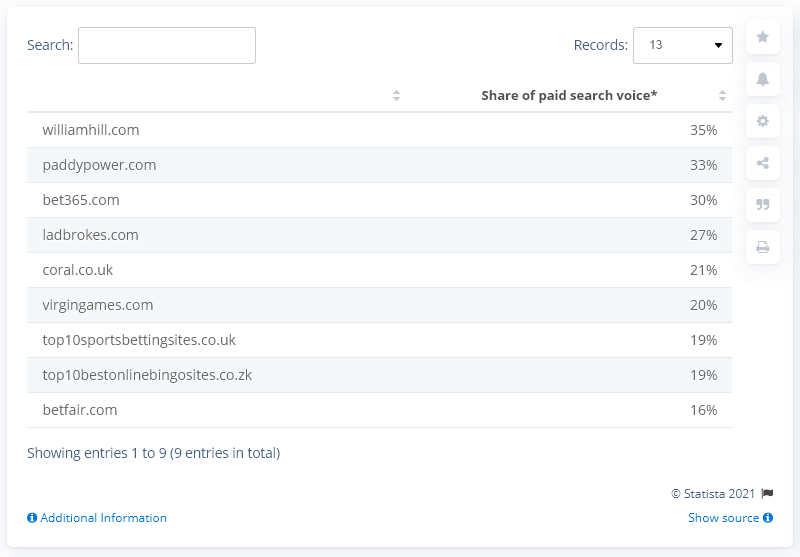 Search:
Records: 13
Share of paid search voice*
williamhill.com 35%
paddypower.com 33%
bet365.com 30%
ladbrokes.com 27%
coral.co.uk 21%
virgingames.com 20%
top10sportsbettingsites.co.uk 19%
top10bestonlinebingosites.co.zk 19%
betfair.com 16%
Showing entries 1 to 9 (9 entries in total)
© Statista 2021
Additional Information
Show source